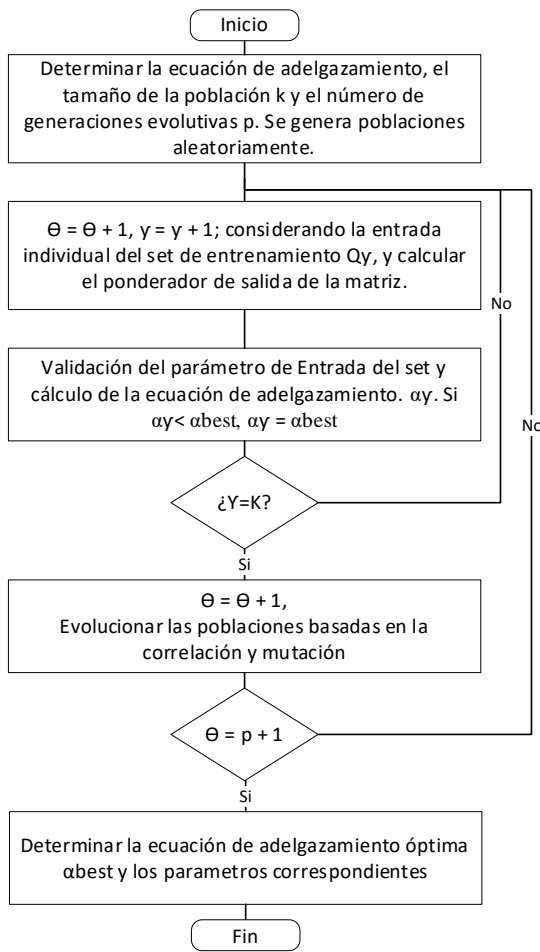 Inicio
Determinar la ecuación de adelgazamiento, el
tamaño de la población k y el número de
generaciones evolutivas p. Se genera poblaciones
aleatoriamente.
Ѳ = Ѳ + 1, ƴ = ƴ + 1; considerando la entrada
individual del set de entrenamiento Qƴ, y calcular
el ponderador de salida de la matriz.
No
Validación del parámetro de Entrada del set y
cálculo de la ecuación de adelgazamiento. αƴ. Si
αƴ< αbest, αƴ = αbest
No
¿Y=K?
Si
Ѳ = Ѳ + 1,
Evolucionar las poblaciones basadas en la
correlación y mutación
Ѳ = p + 1
Si
Determinar la ecuación de adelgazamiento óptima
αbest y los parametros correspondientes
Fin